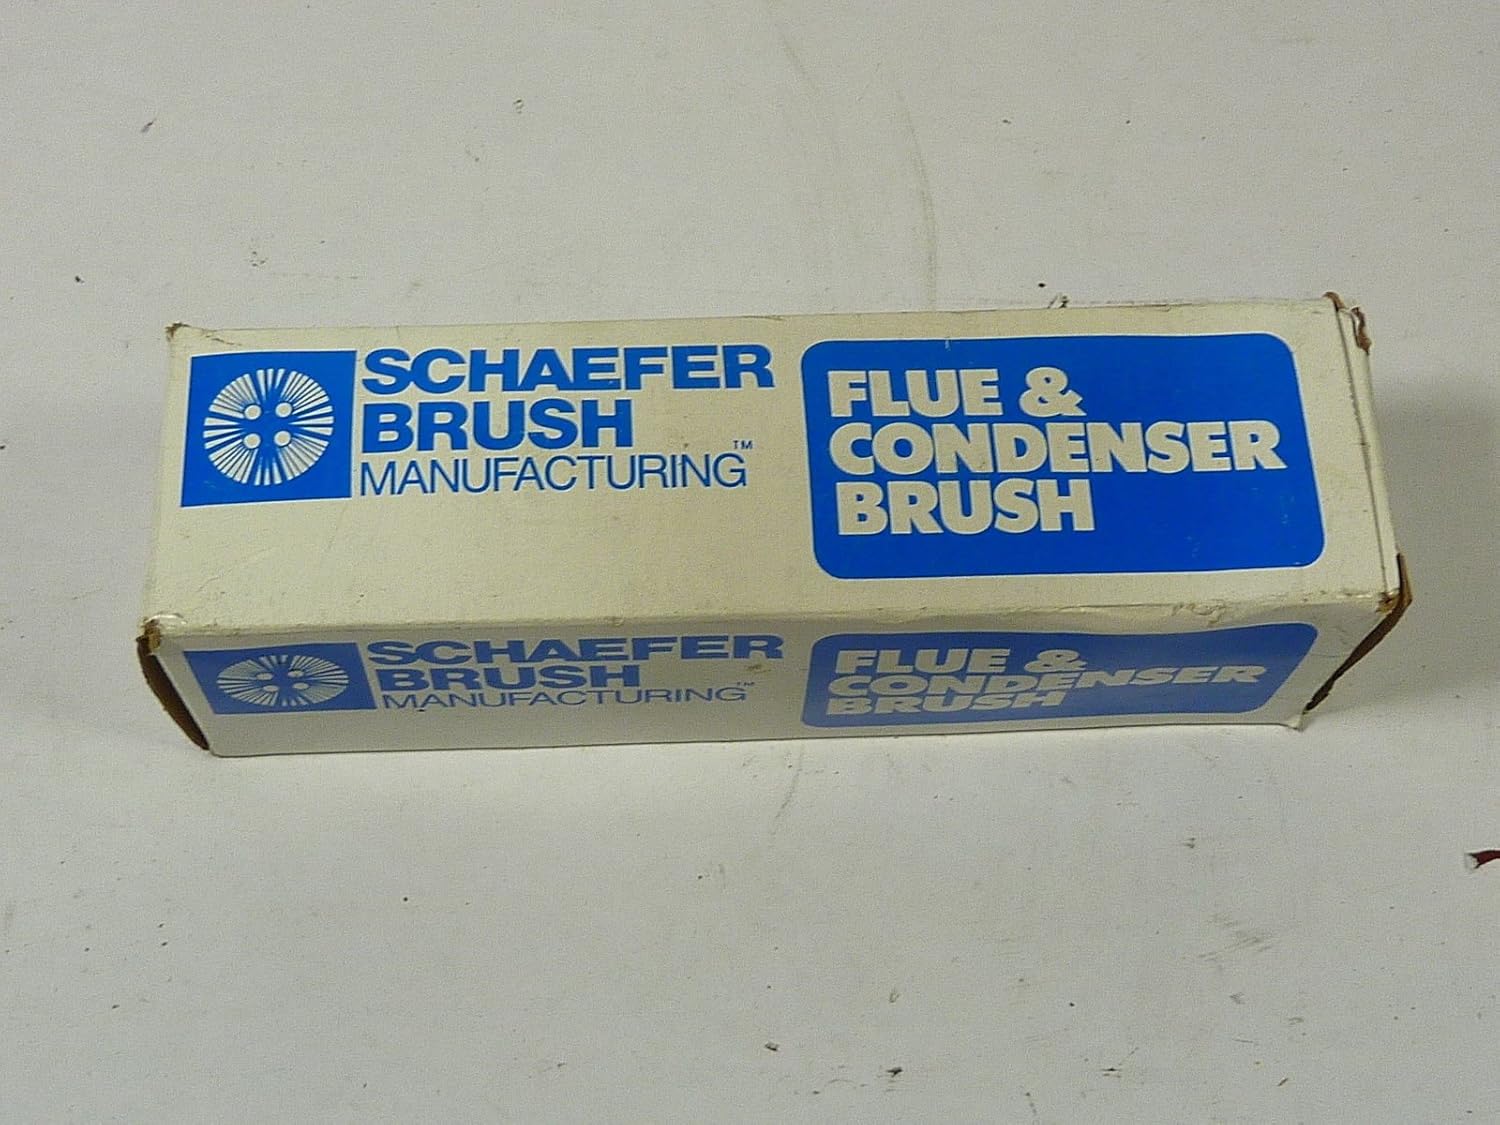 SCHAEFER
BRUSH
MANUFACTURING™
FLUE &
CONDENSER
BRUSH
SCHAEFER
BRUSH
MANUFACTURING™
FLUE &
CONDENSER
BRUSH